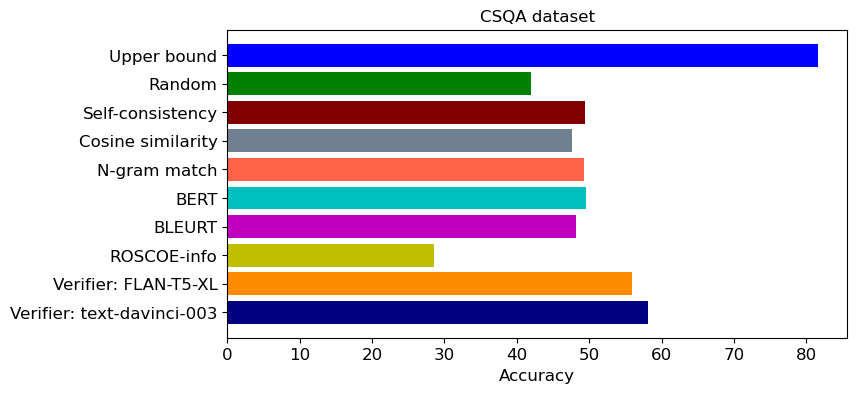 CSQA dataset
Upper bound
Random
Self-consistency
Cosine similarity
N-gram match
BERT
BLEURT
ROSCOE-info
Verifier: FLAN-T5-XL
Verifier: text-davinci-003
0 10 20 30 40 50 60 70 80
Accuracy